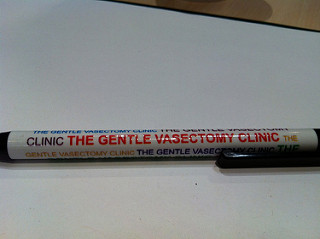 THE GENTLE VASECTOMY CLINIC THE GENTLE VASECTOMY
CLINIC THE GENTLE VASECTOMY CLINIC THE
GENTLE VASECTOMY CLINIC THE GENTLE VASECTOMY CLINIC THE